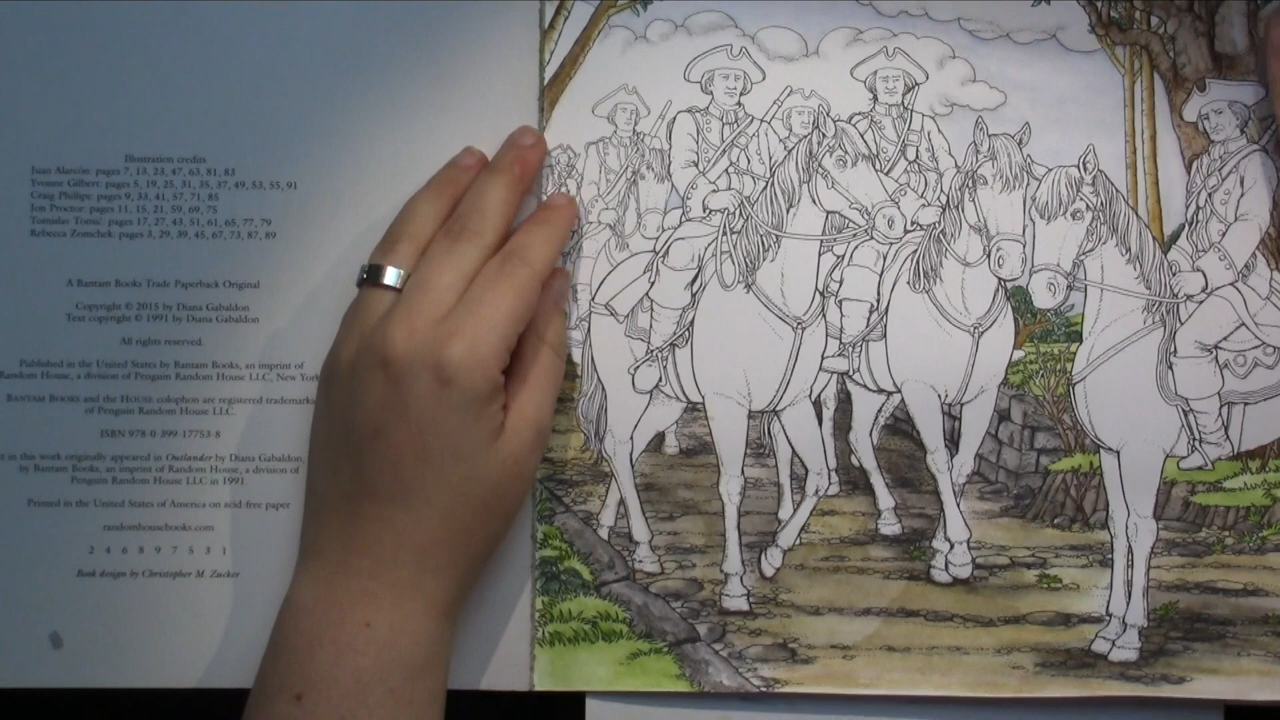 Illustration credits
Juan Alarcón: pages 7, 13, 23, 47, 63, 81, 83
Yvonne Gilbert: pages 5, 19, 25, 31, 35, 37, 49, 53, 55, 91
Craig Phillips: pages 9, 33, 41, 57, 71, 85
Jon Proctor: pages 11, 15, 21, 59, 69, 75
Tomislav Tomić: pages 17, 27, 43, 51, 61, 65, 77, 79
Rebecca Zomchek: pages 3, 29, 39, 45, 67, 73, 87, 89
A Bantam Books Trade Paperback Original
Copyright © 2015 by Diana Gabaldon
Text copyright © 1991 by Diana Gabaldon
All rights reserved.
Published in the United States by Bantam Books, an imprint of
Random House, a division of Penguin Random House LLC, New York
BANTAM BOOKS and the HOUSE colophon are registered trademarks
of Penguin Random House LLC.
ISBN 978-0-399-17753-8
in this work originally appeared in Outlander by Diana Gabaldon,
by Bantam Books, an imprint of Random House, a division of
Penguin Random House LLC in 1991
Printed in the United States of America on acid-free paper
randomhousebooks.com
2 4 6 8 9 7 5 3 1
Book design by Christopher M. Zucker